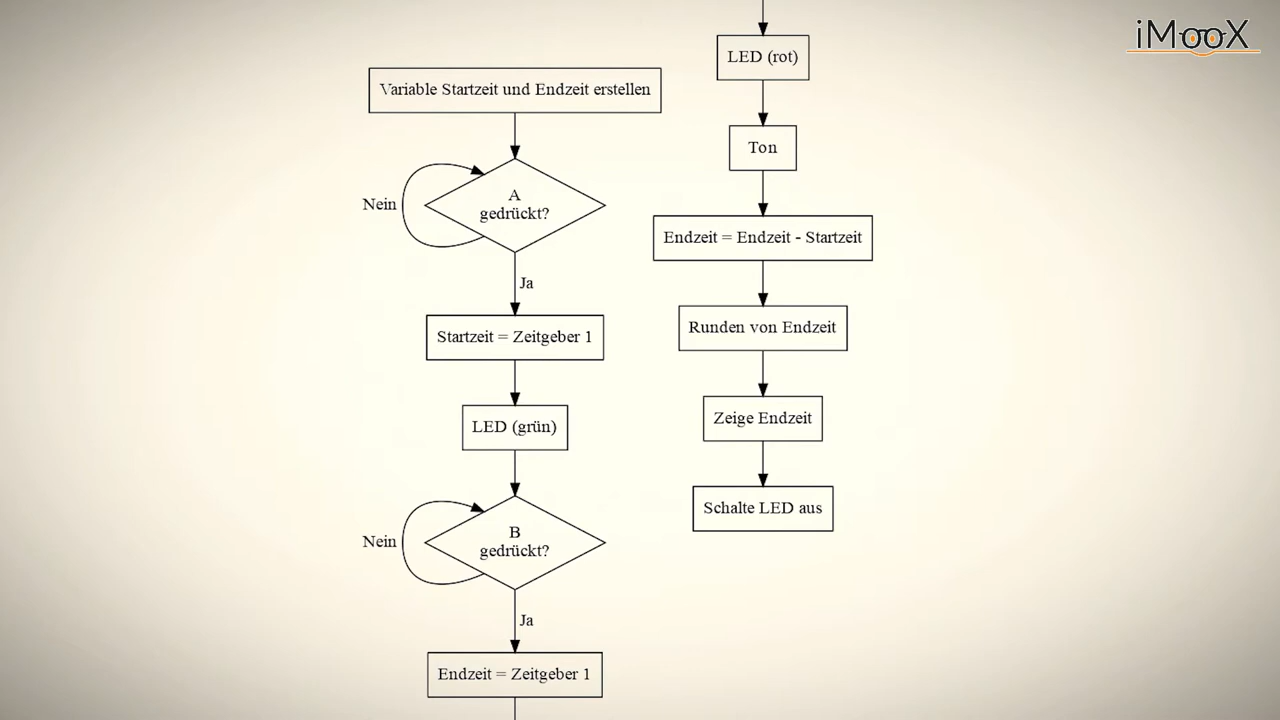 iMooX
Variable Startzeit und Endzeit erstellen
A
gedrückt?
Nein
Ja
Startzeit = Zeitgeber 1
LED (grün)
B
gedrückt?
Nein
Ja
Endzeit = Zeitgeber 1
LED (rot)
Ton
Endzeit = Endzeit - Startzeit
Runden von Endzeit
Zeige Endzeit
Schalte LED aus